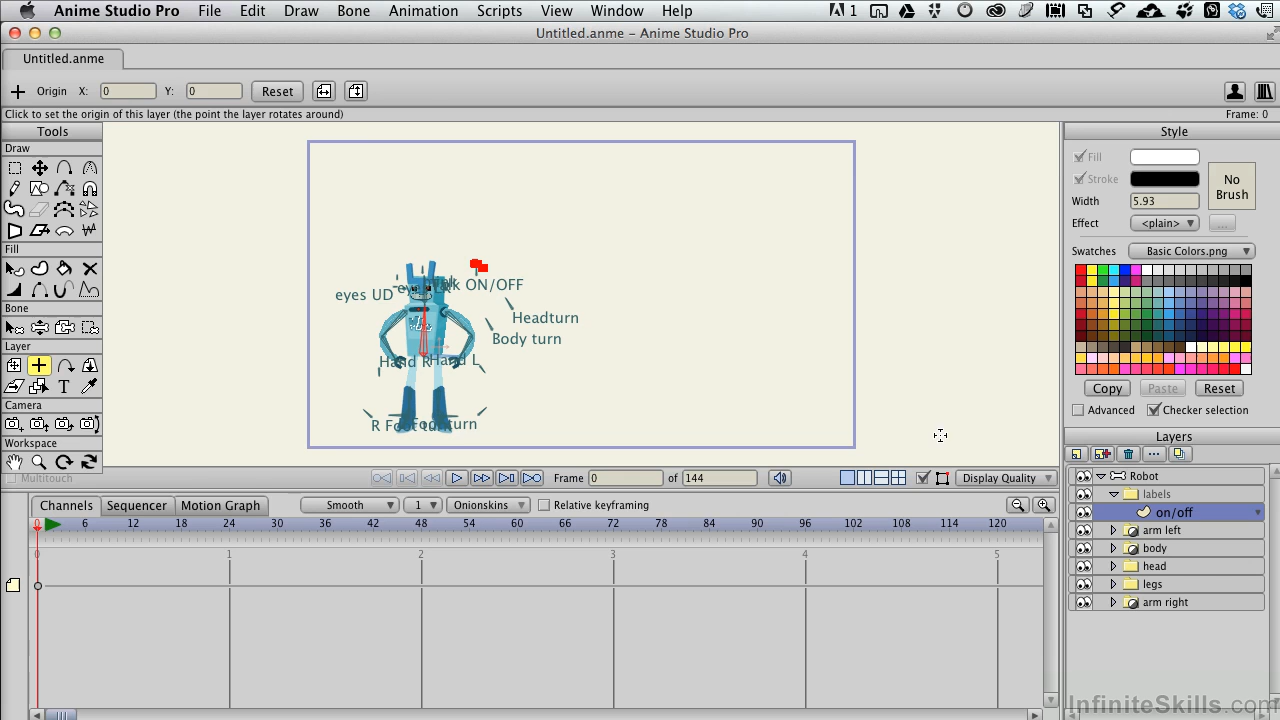 Anime Studio Pro File Edit Draw Bone Animation Scripts View Window Help 1
Untitled.anme – Anime Studio Pro
Untitled.anme
Origin X: 0 Y: 0 Reset
Click to set the origin of this layer (the point the layer rotates around) Frame: 0
Tools
Draw
Fill
Bone
Layer
T
Camera
Workspace
Multitouch
eyes UD
ON/OFF
Headturn
Body turn
Hand R
Hand L
R Foot
turn
Style
Fill
Stroke
No Brush
Width 5.93
Effect <plain> ...
Swatches Basic Colors.png
Copy Paste Reset
Advanced Checker selection
Layers
Robot
labels
on/off
arm left
body
head
legs
arm right
Frame 0 of 144 Display Quality
Channels Sequencer Motion Graph Smooth 1 Onionskins Relative keyframing
0 6 12 18 24 30 36 42 48 54 60 66 72 78 84 90 96 102 108 114 120
0 1 2 3 4 5
InfiniteSkills.com